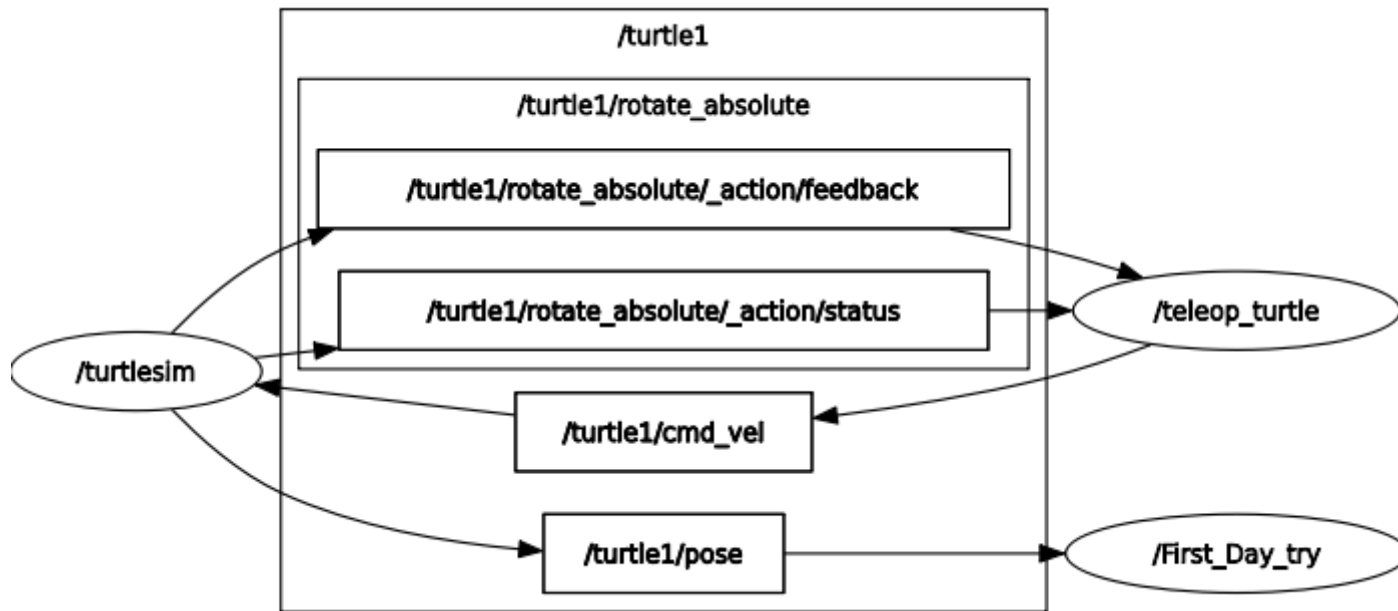 /turtle1
/turtle1/rotate_absolute
/turtle1/rotate_absolute/_action/feedback
/turtle1/rotate_absolute/_action/status
/teleop_turtle
/turtlesim
/turtle1/cmd_vel
/turtle1/pose
/First_Day_try